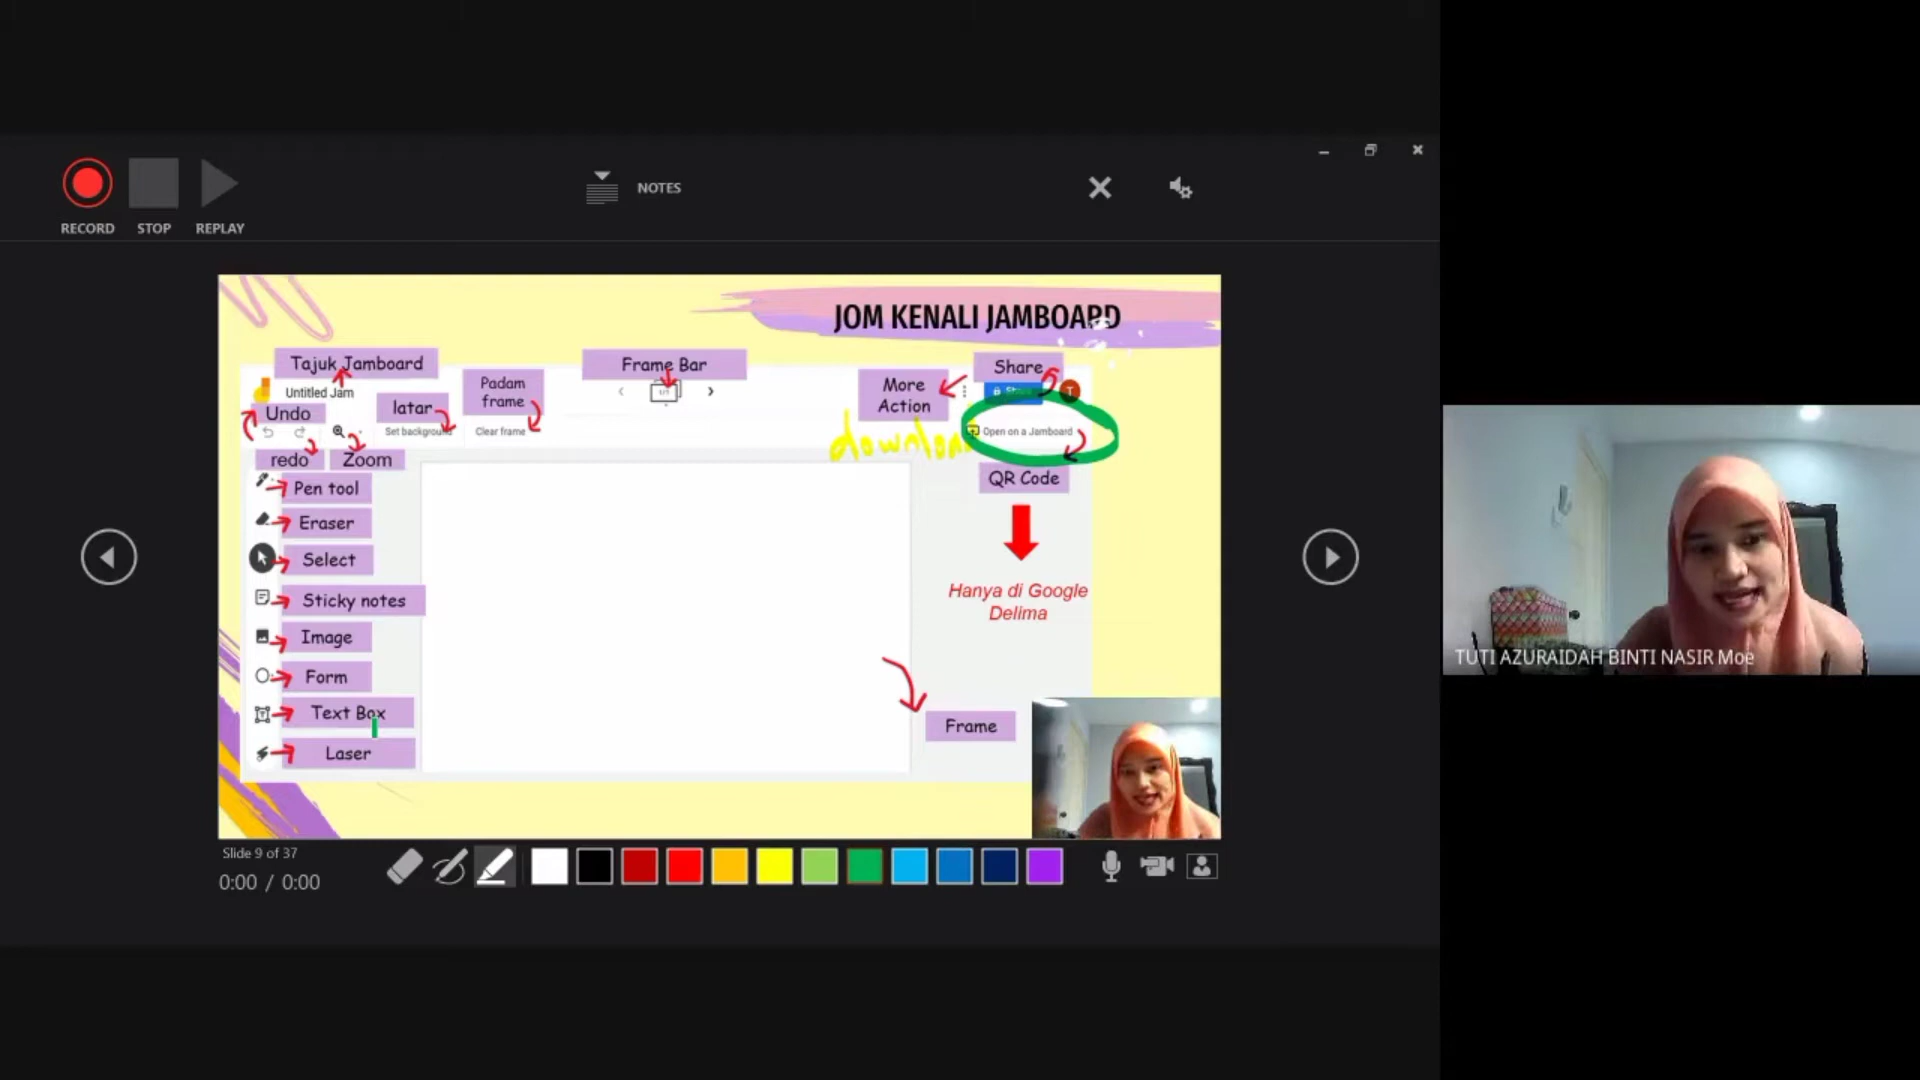 RECORD
STOP
REPLAY
NOTES
JOM KENALI JAMBOARD
Tajuk Jamboard
Frame Bar
Share
Padam
frame
More
Action
Untitled Jam
1/1
Share
T
Undo
latar
Set background
Clear frame
download
Open on a Jamboard
redo
Zoom
QR Code
Pen tool
Eraser
Select
Sticky notes
Image
Form
Text Box
Laser
Hanya di Google
Delima
Frame
Slide 9 of 37
0:00 / 0:00
TUTI AZURAIDAH BINTI NASIR Moe